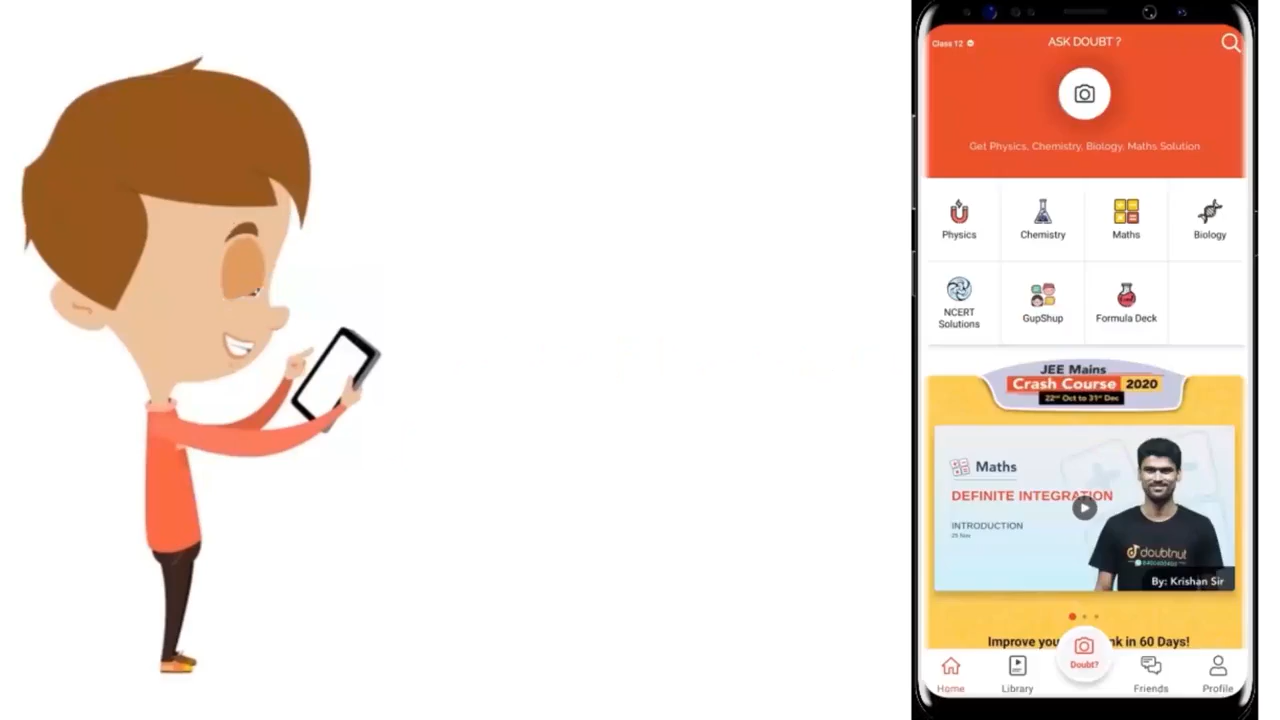 Class 12
ASK DOUBT ?
Get Physics, Chemistry, Biology, Maths Solution
Physics
Chemistry
Maths
Biology
NCERT
Solutions
GupShup
Formula Deck
JEE Mains
Crash Course 2020
22nd Oct to 31st Dec
Maths
DEFINITE INTEGRATION
INTRODUCTION
doubtnut
By: Krishan Sir
Improve you nk in 60 Days!
Doubt?
Home
Library
Friends
Profile